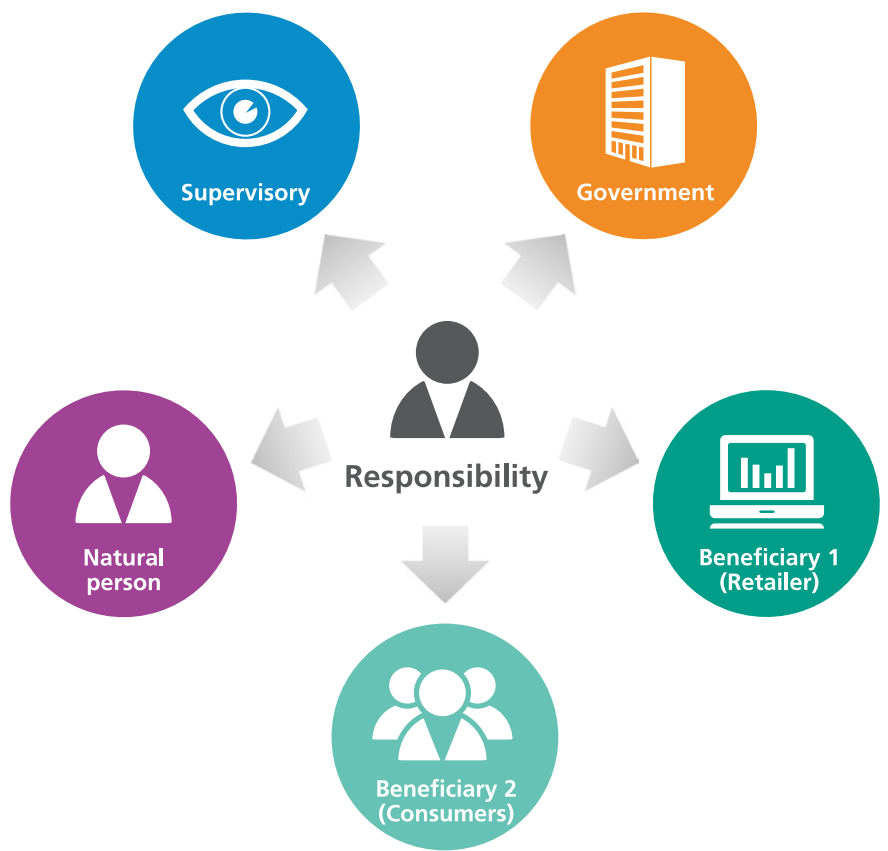 Supervisory
Government
Responsibility
Natural
person
Beneficiary 1
(Retailer)
Beneficiary 2
(Consumers)